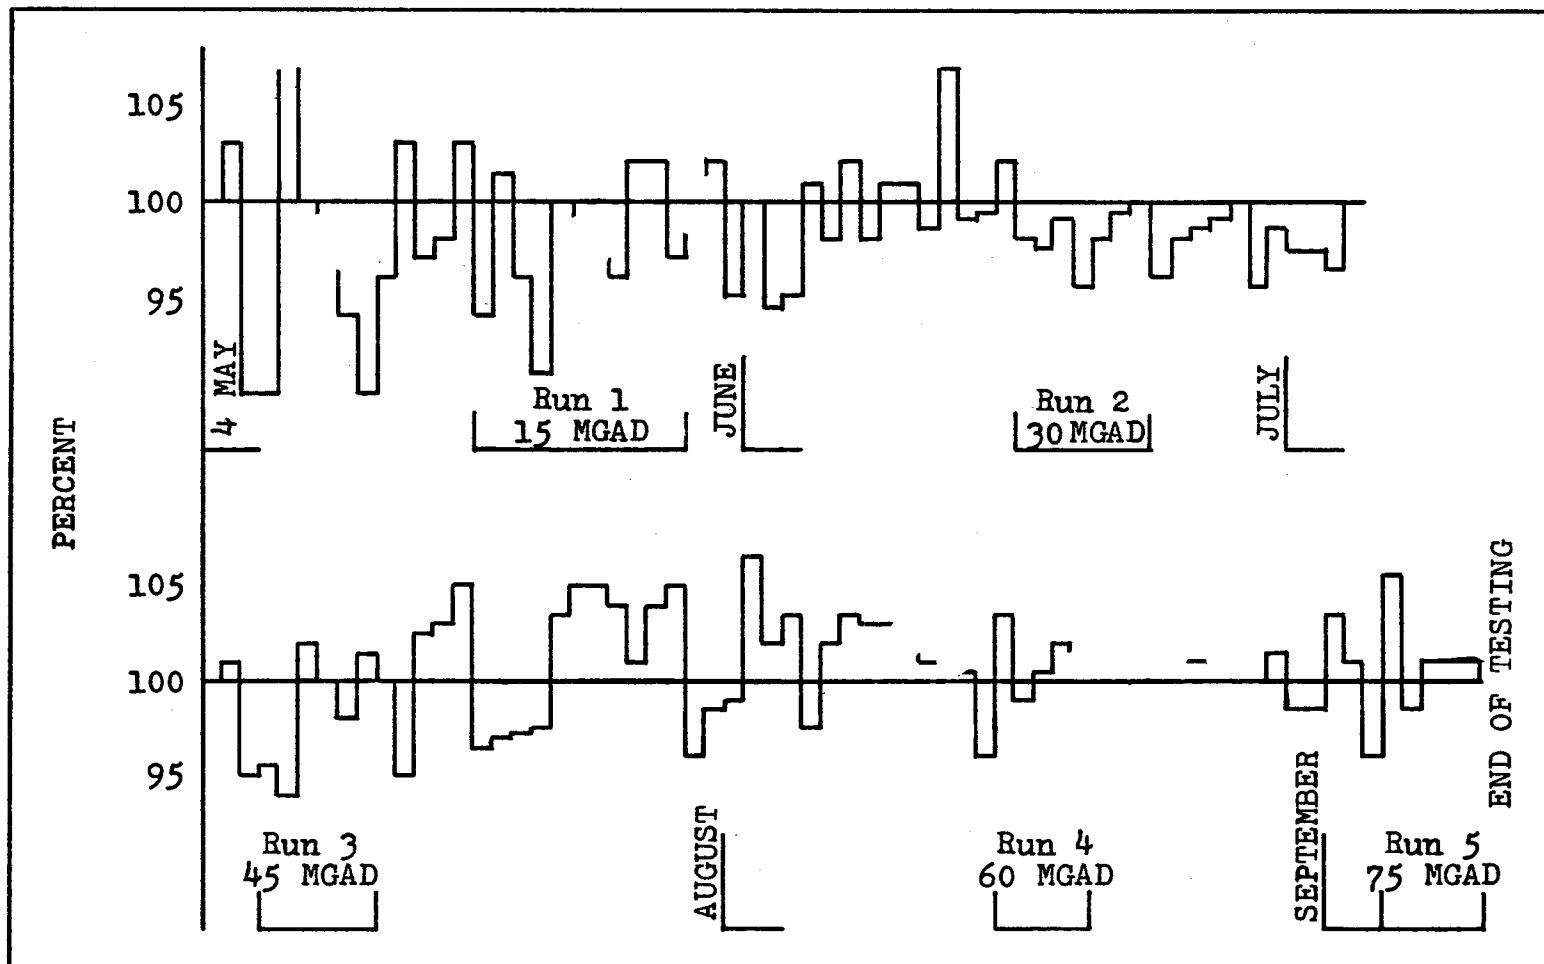 PERCENT
105
100
95
4 MAY
Run 1
15 MGAD
JUNE
Run 2
30 MGAD
JULY
105
100
95
Run 3
45 MGAD
AUGUST
Run 4
60 MGAD
SEPTEMBER
Run 5
75 MGAD
END OF TESTING